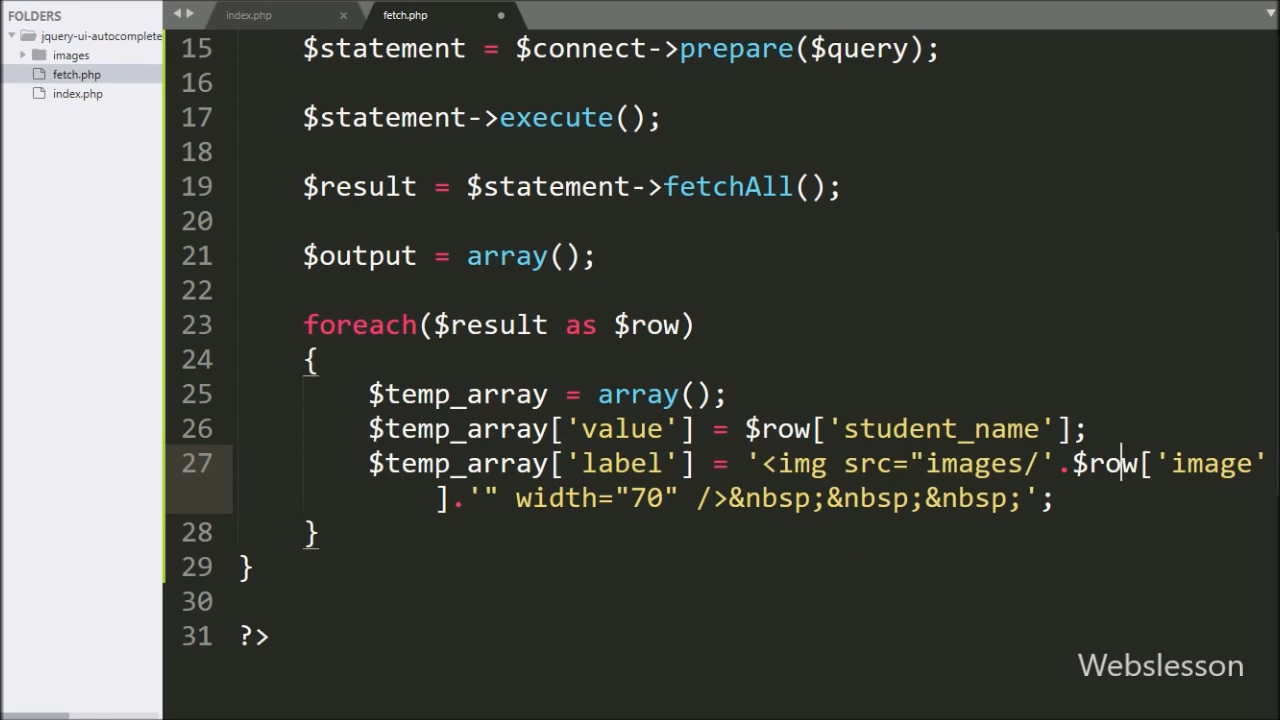 FOLDERS
jquery-ui-autocomplete
images
fetch.php
index.php
index.php
fetch.php
15 $statement = $connect->prepare($query);
16
17 $statement->execute();
18
19 $result = $statement->fetchAll();
20
21 $output = array();
22
23 foreach($result as $row)
24 {
25 $temp_array = array();
26 $temp_array['value'] = $row['student_name'];
27 $temp_array['label'] = '<img src="images/'.$row['image'
].'" width="70" />&nbsp;&nbsp;&nbsp;';
28 }
29 }
30
31 ?>
Webslesson